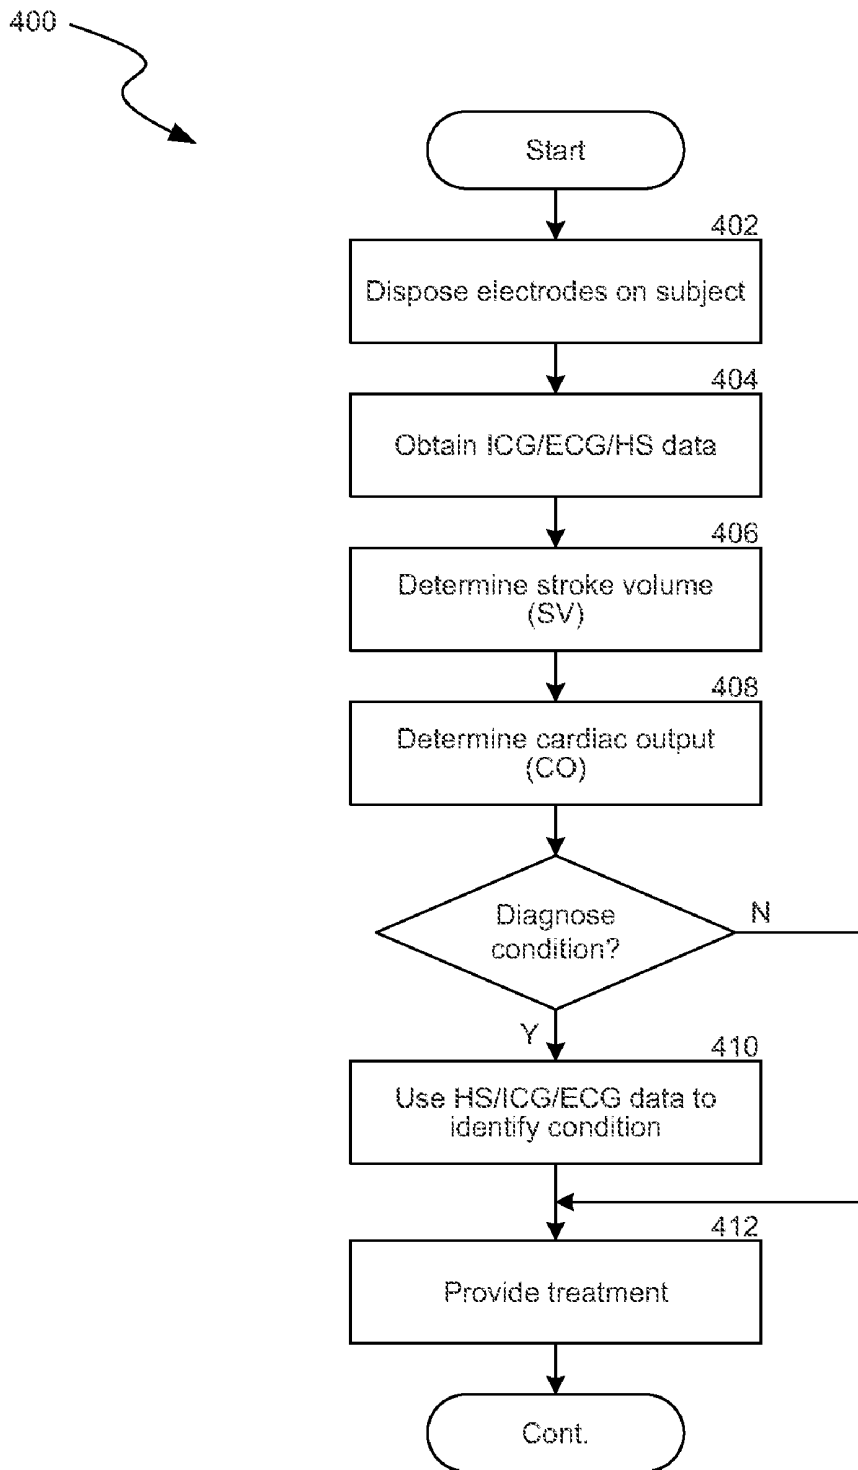 400
Start
402
Dispose electrodes on subject
404
Obtain ICG/ECG/HS data
406
Determine stroke volume
(SV)
408
Determine cardiac output
(CO)
Diagnose
condition?
N
Y
410
Use HS/ICG/ECG data to
identify condition
412
Provide treatment
Cont.